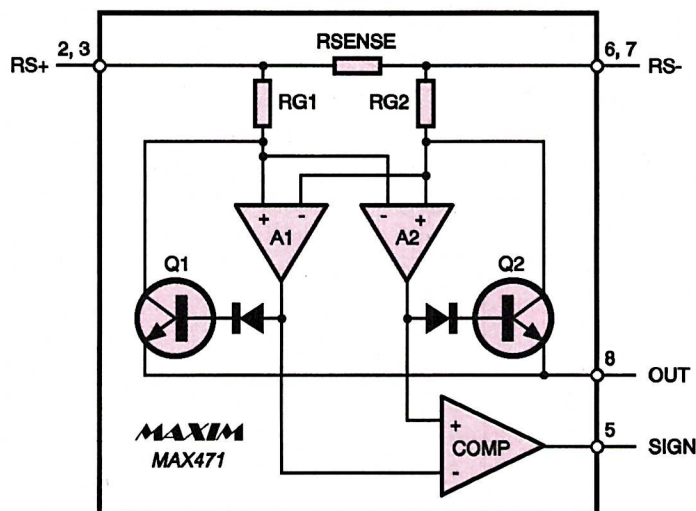 RSENSE
RS+
2, 3
6, 7
RS-
RG1
RG2
+
-
-
+
A1
A2
Q1
Q2
8
OUT
+
COMP
-
5
SIGN
MAXIM
MAX471